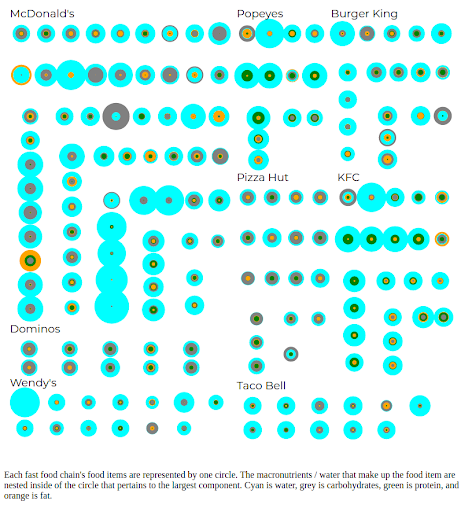 McDonald's
Popeyes
Burger King
Pizza Hut
KFC
Dominos
Wendy's
Taco Bell
Each fast food chain's food items are represented by one circle. The macronutrients / water that make up the food item are
nested inside of the circle that pertains to the largest component. Cyan is water, grey is carbohydrates, green is protein, and
orange is fat.